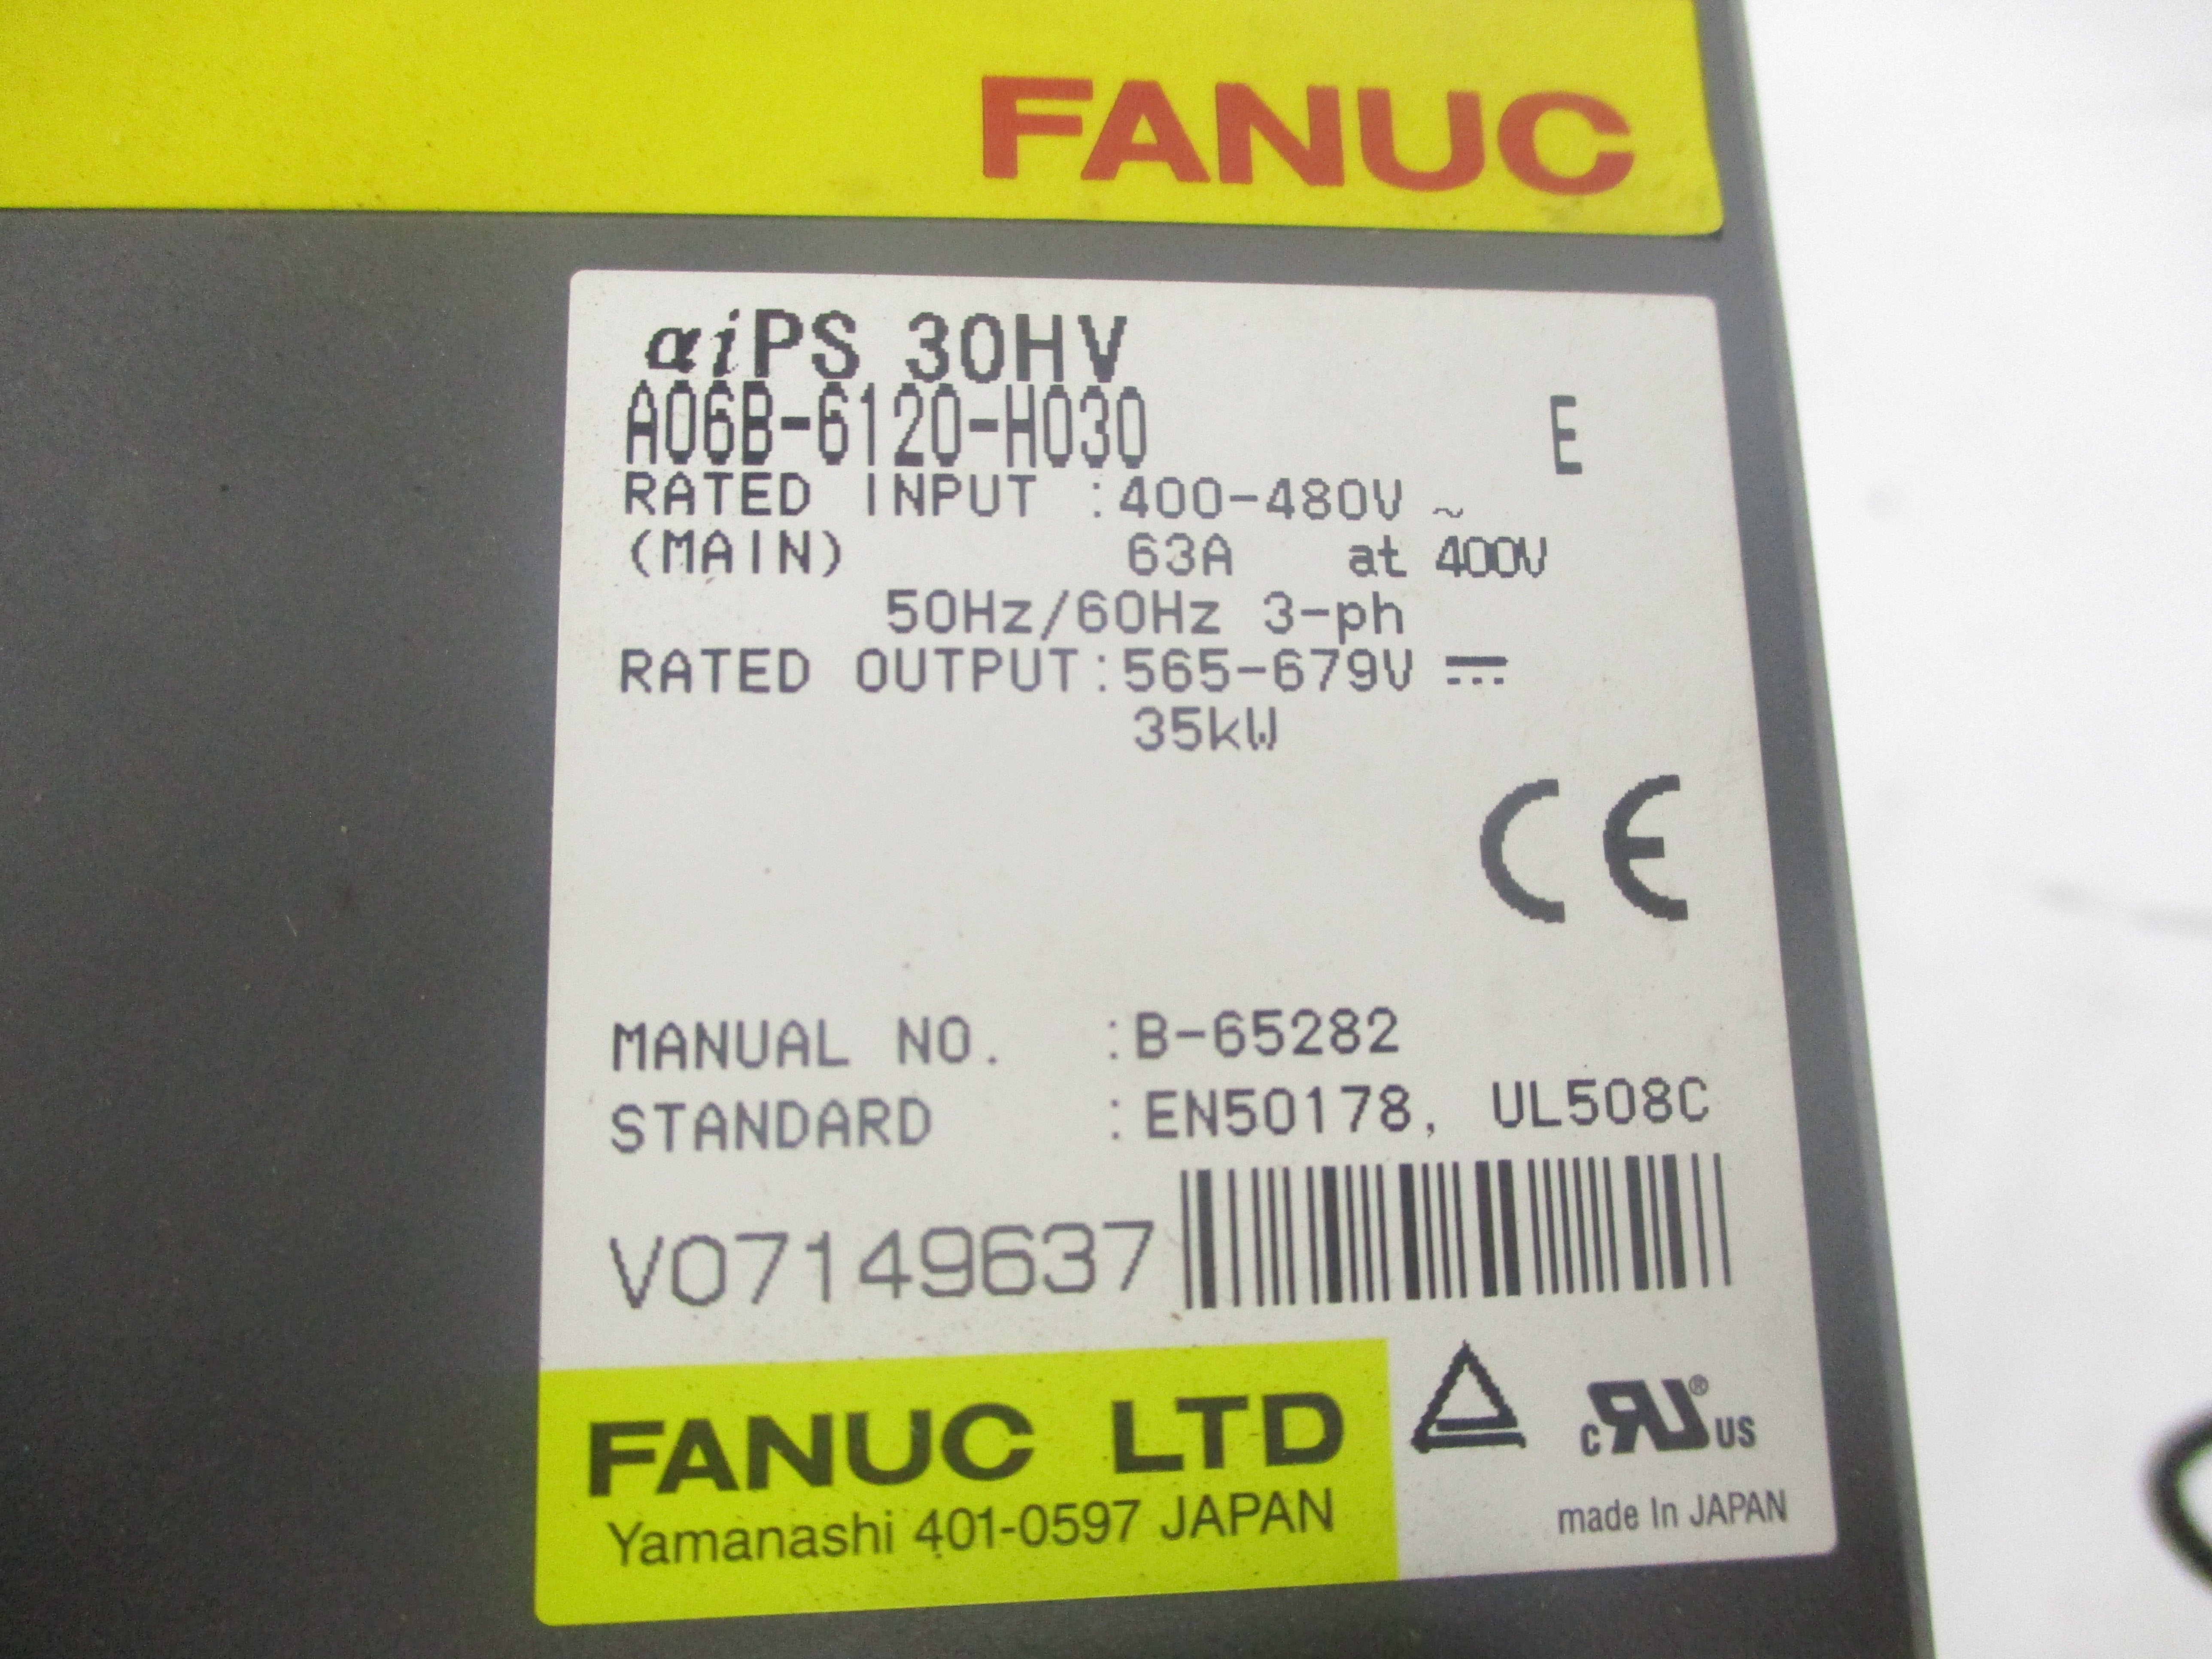 FANUC
αiPS 30HV
A06B-6120-H030 E
RATED INPUT :400-480V ~
(MAIN) 63A at 400V
50Hz/60Hz 3-ph
RATED OUTPUT:565-679V ⎓
35kW
CE
MANUAL NO. :B-65282
STANDARD :EN50178, UL508C
V07149637
FANUC LTD
Yamanashi 401-0597 JAPAN
c RU ® US
made In JAPAN